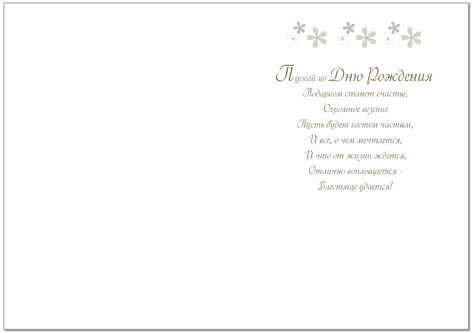 Пускай ко Дню Рождения
Подарком станет счастье,
Огромное везение
Пусть будет гостем частым,
И все, о чем мечтается,
И что от жизни ждется,
Отлично воплощается -
Блестяще удается!